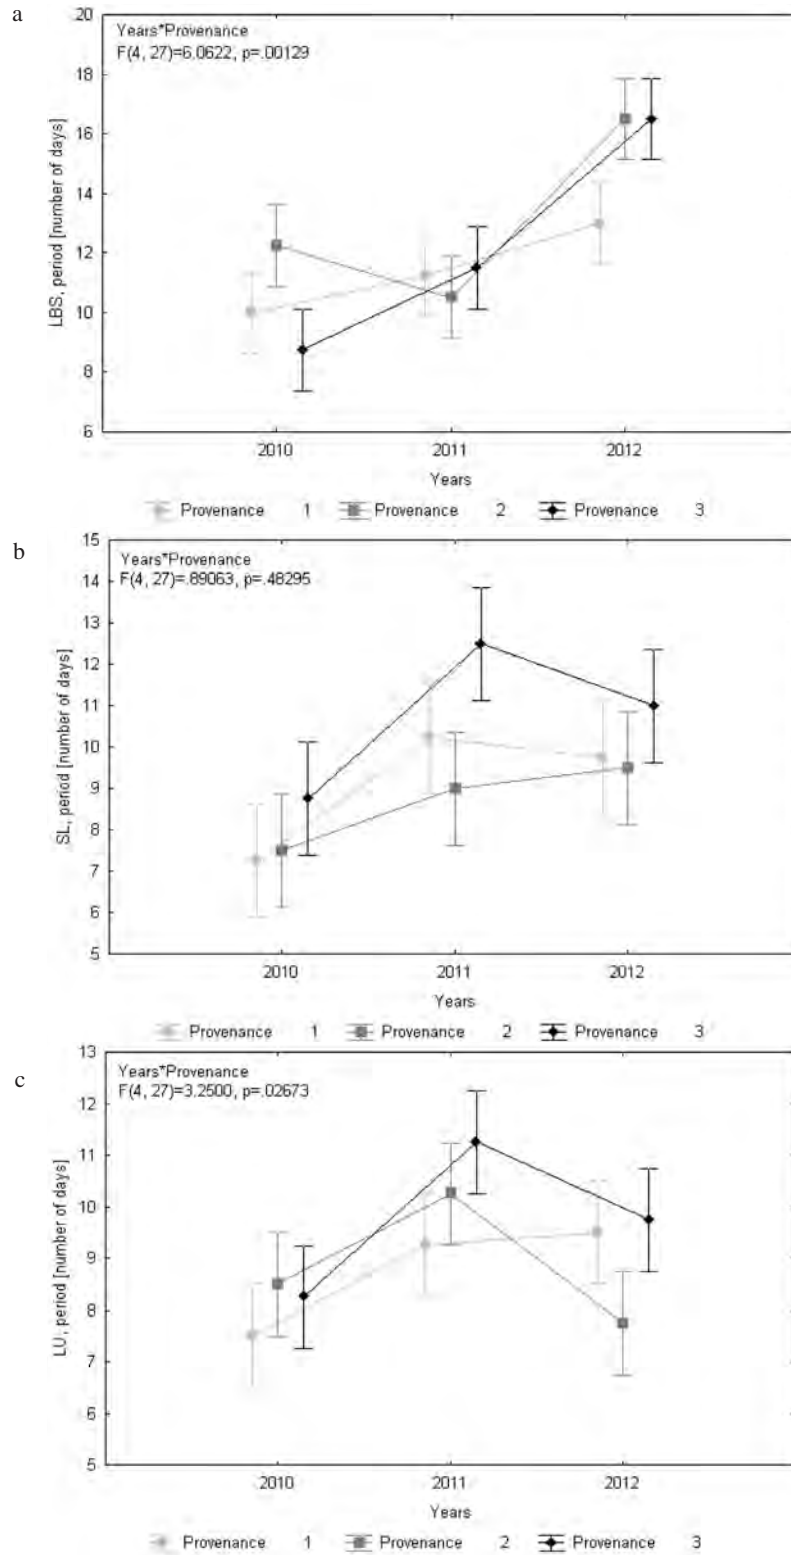 a
Years*Provenance
F(4, 27)=6.0622, p=.00129
LBS, period [number of days]
20
18
16
14
12
10
8
6
2010 2011 2012
Years
Provenance 1 Provenance 2 Provenance 3
b
Years*Provenance
F(4, 27)=.89063, p=.48295
SL, period [number of days]
15
14
13
12
11
10
9
8
7
6
5
2010 2011 2012
Years
Provenance 1 Provenance 2 Provenance 3
c
Years*Provenance
F(4, 27)=3.2500, p=.02673
LU, period [number of days]
13
12
11
10
9
8
7
6
5
2010 2011 2012
Years
Provenance 1 Provenance 2 Provenance 3